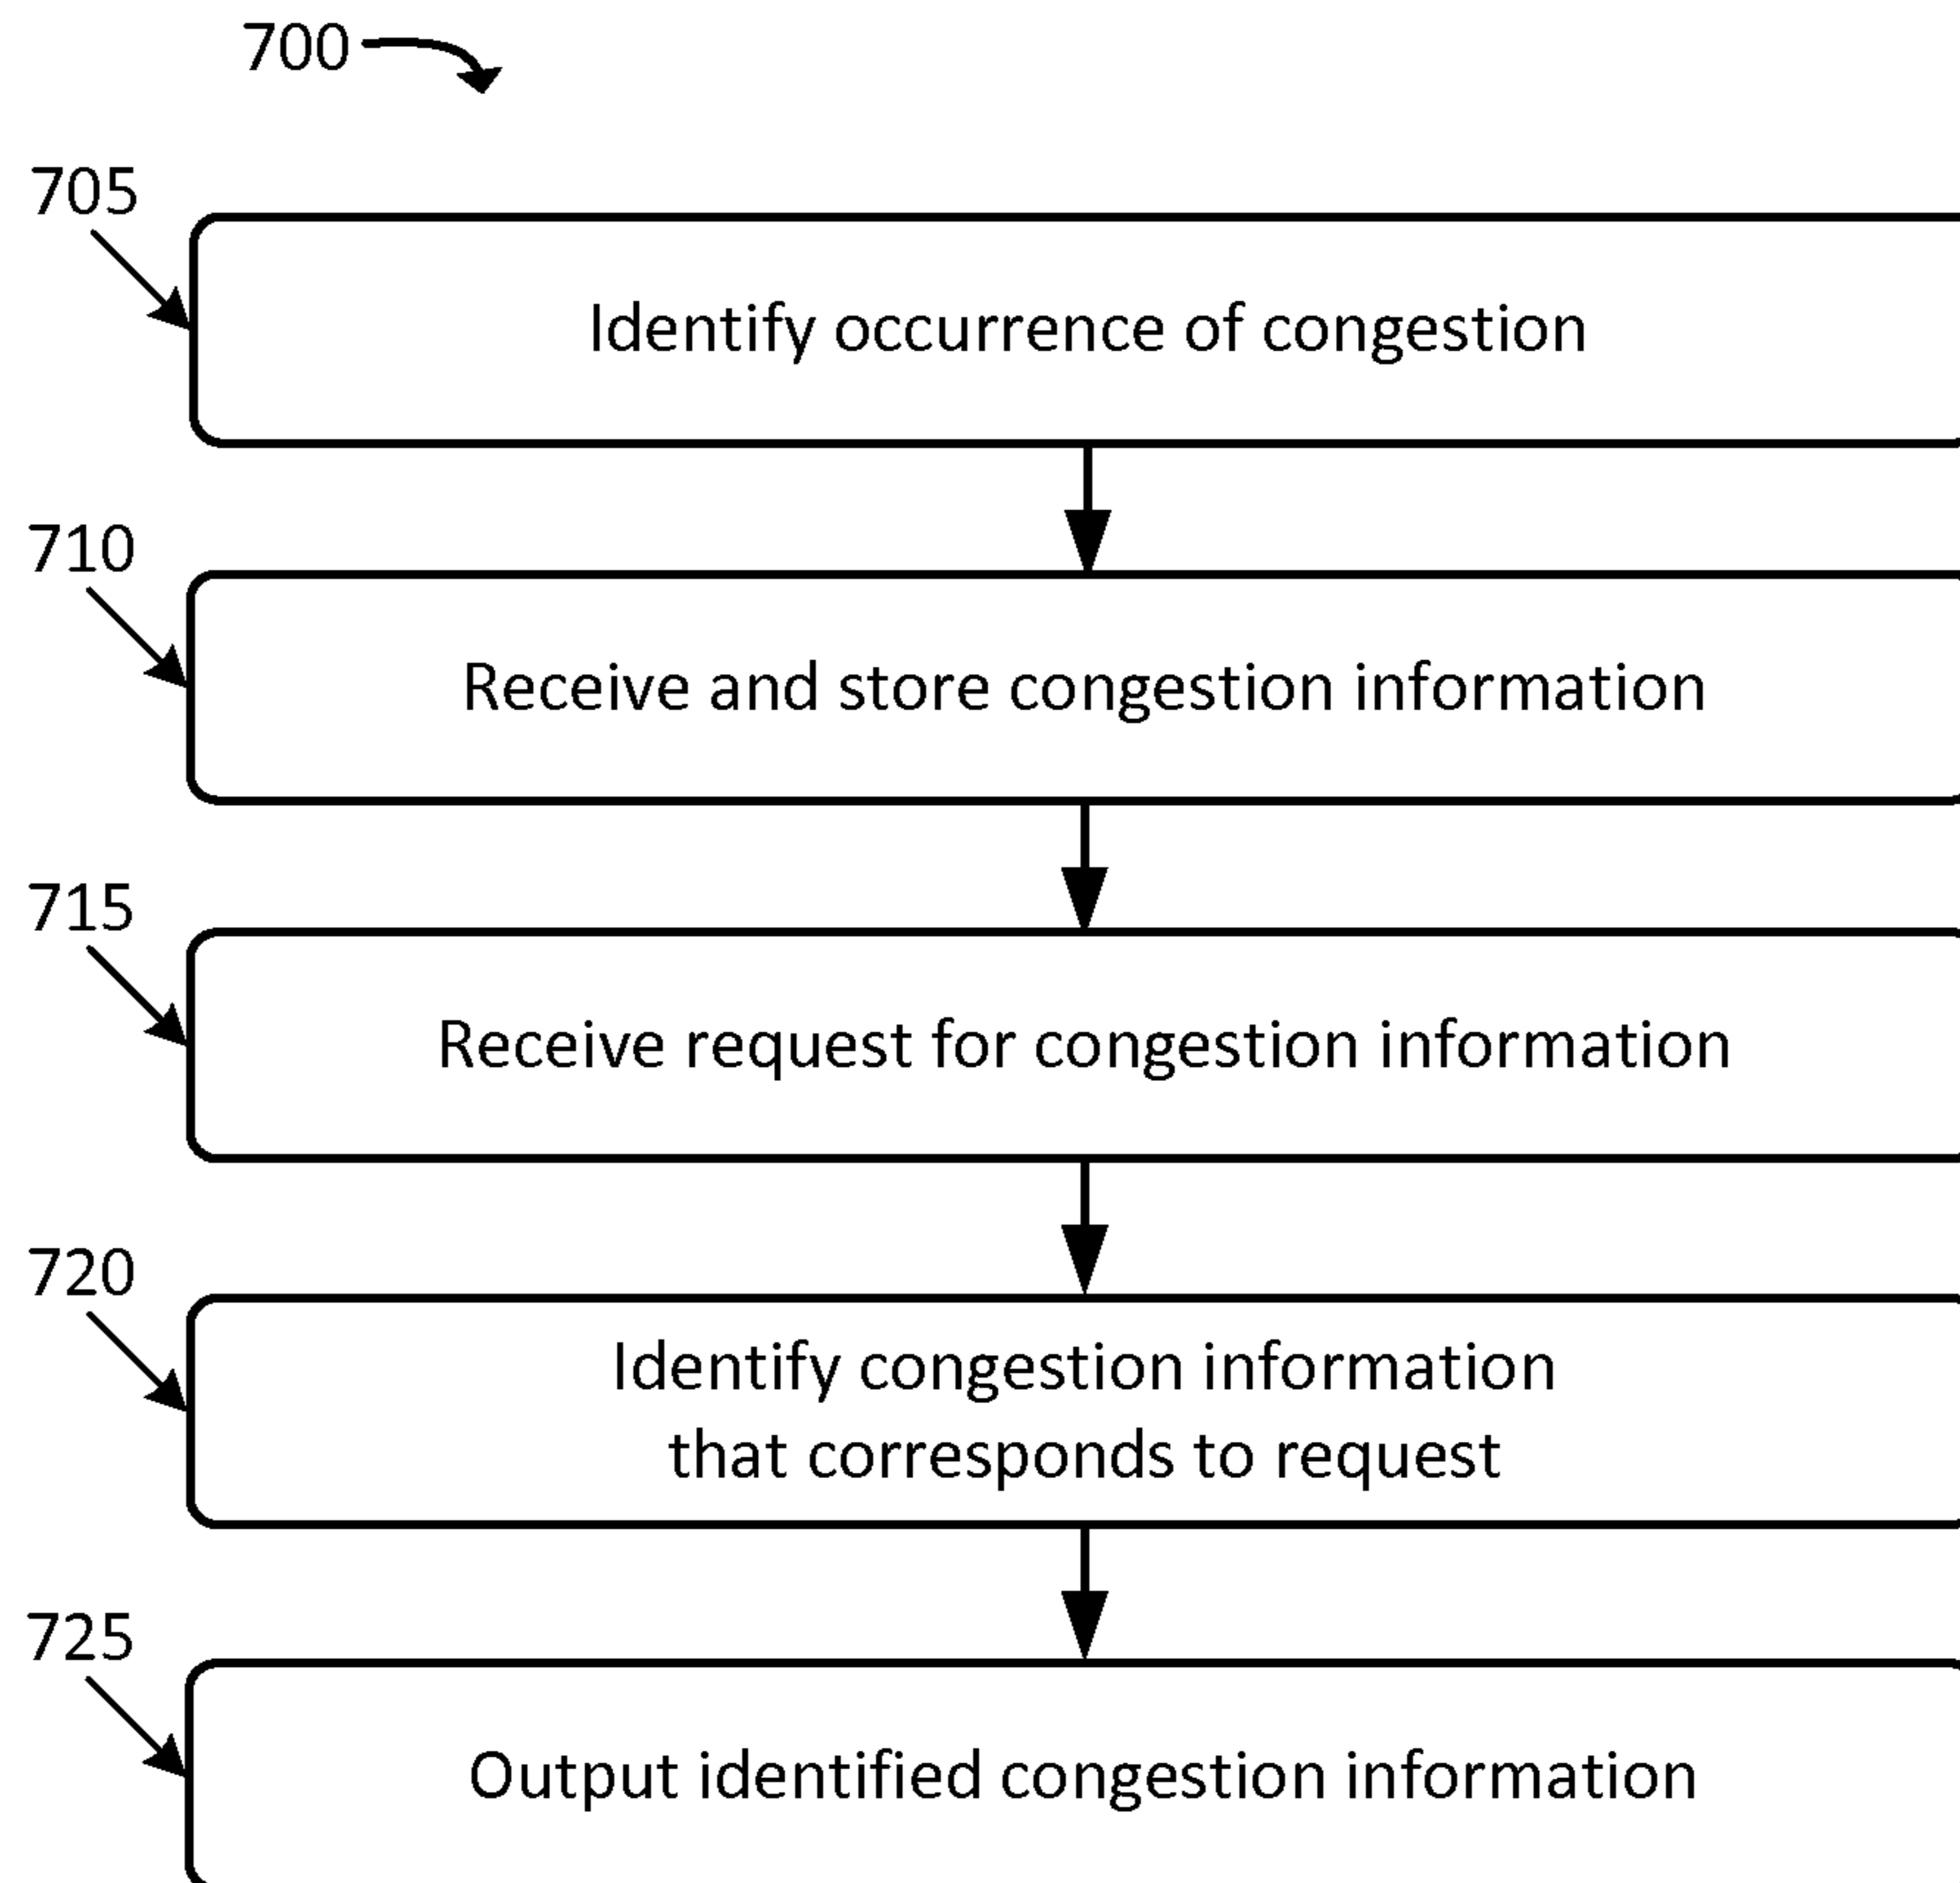 700
705
Identify occurrence of congestion
710
Receive and store congestion information
715
Receive request for congestion information
720
Identify congestion information
that corresponds to request
725
Output identified congestion information